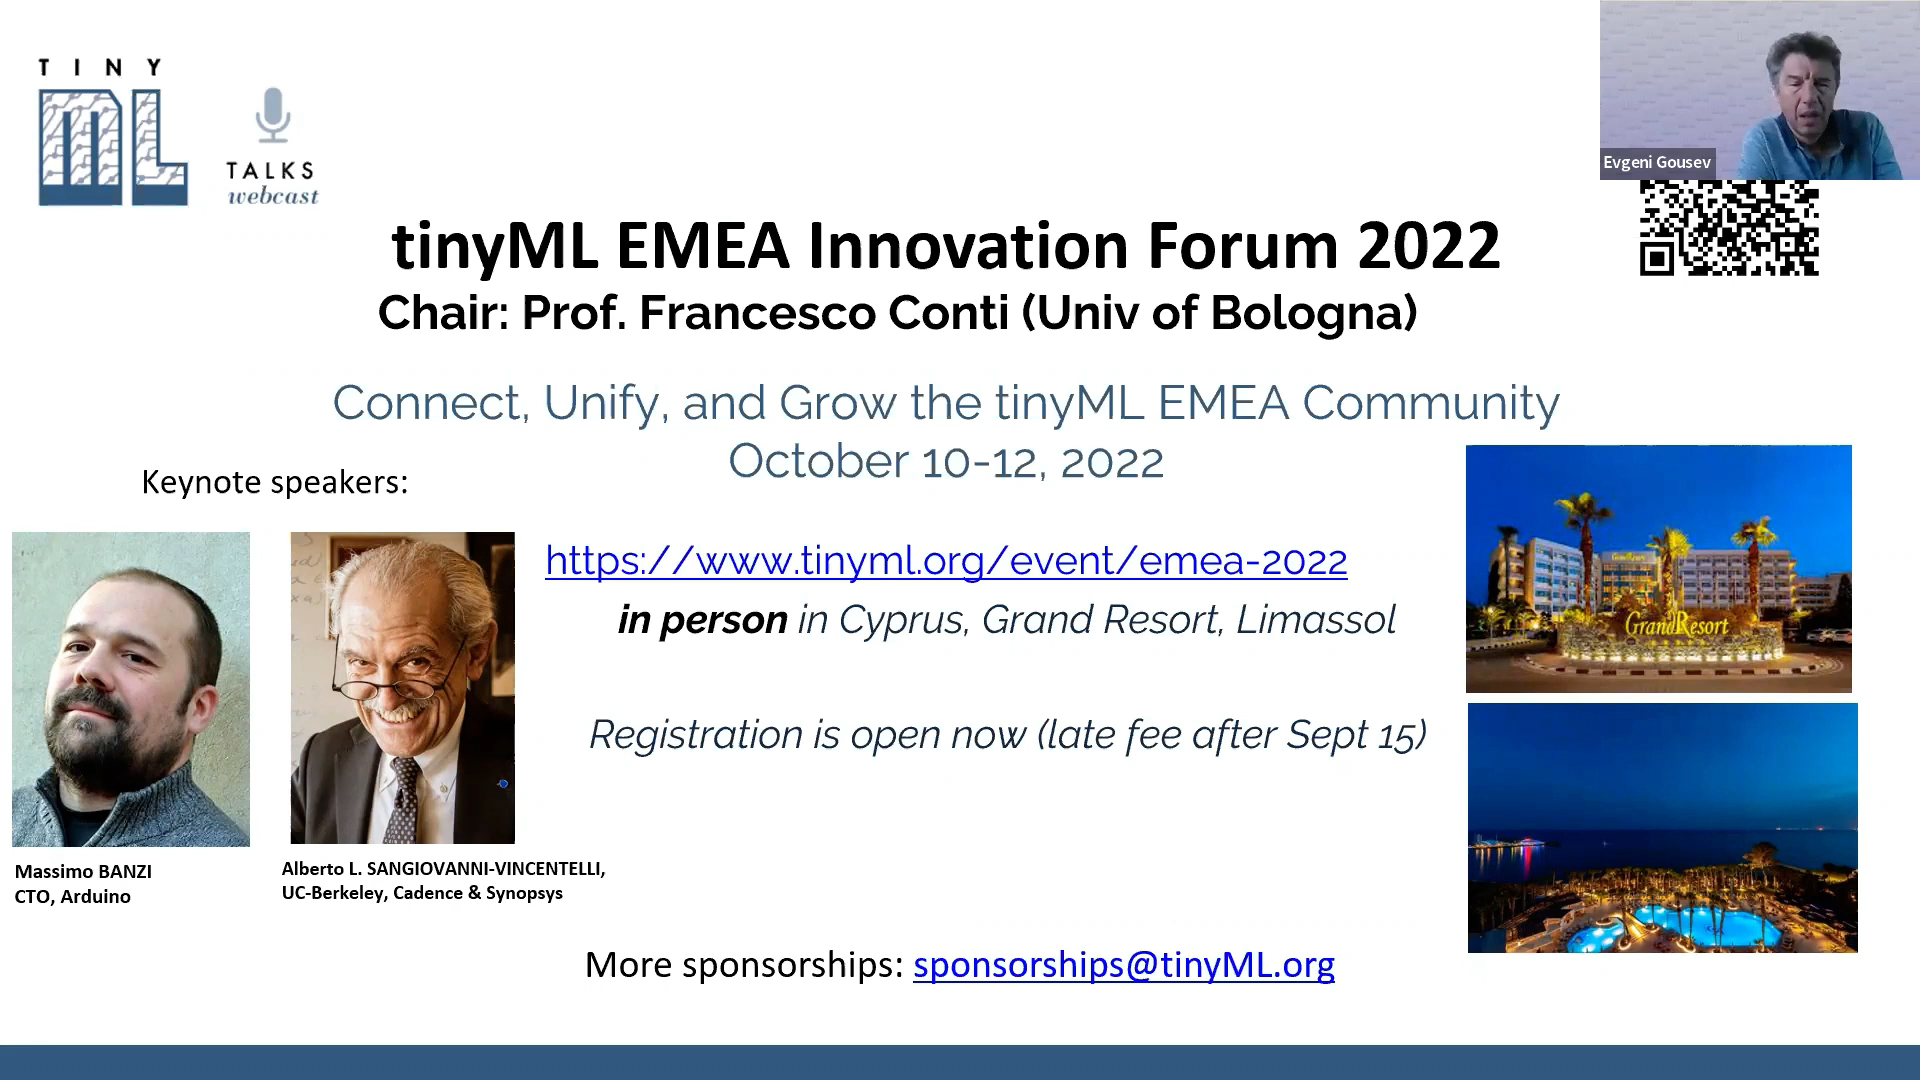 TINY
ML
TALKS
webcast
Evgeni Gousev
tinyML EMEA Innovation Forum 2022
Chair: Prof. Francesco Conti (Univ of Bologna)
Connect, Unify, and Grow the tinyML EMEA Community
October 10-12, 2022
Keynote speakers:
https://www.tinyml.org/event/emea-2022
in person in Cyprus, Grand Resort, Limassol
GrandResort
Registration is open now (late fee after Sept 15)
Massimo BANZI
CTO, Arduino
Alberto L. SANGIOVANNI-VINCENTELLI,
UC-Berkeley, Cadence & Synopsys
More sponsorships: sponsorships@tinyML.org